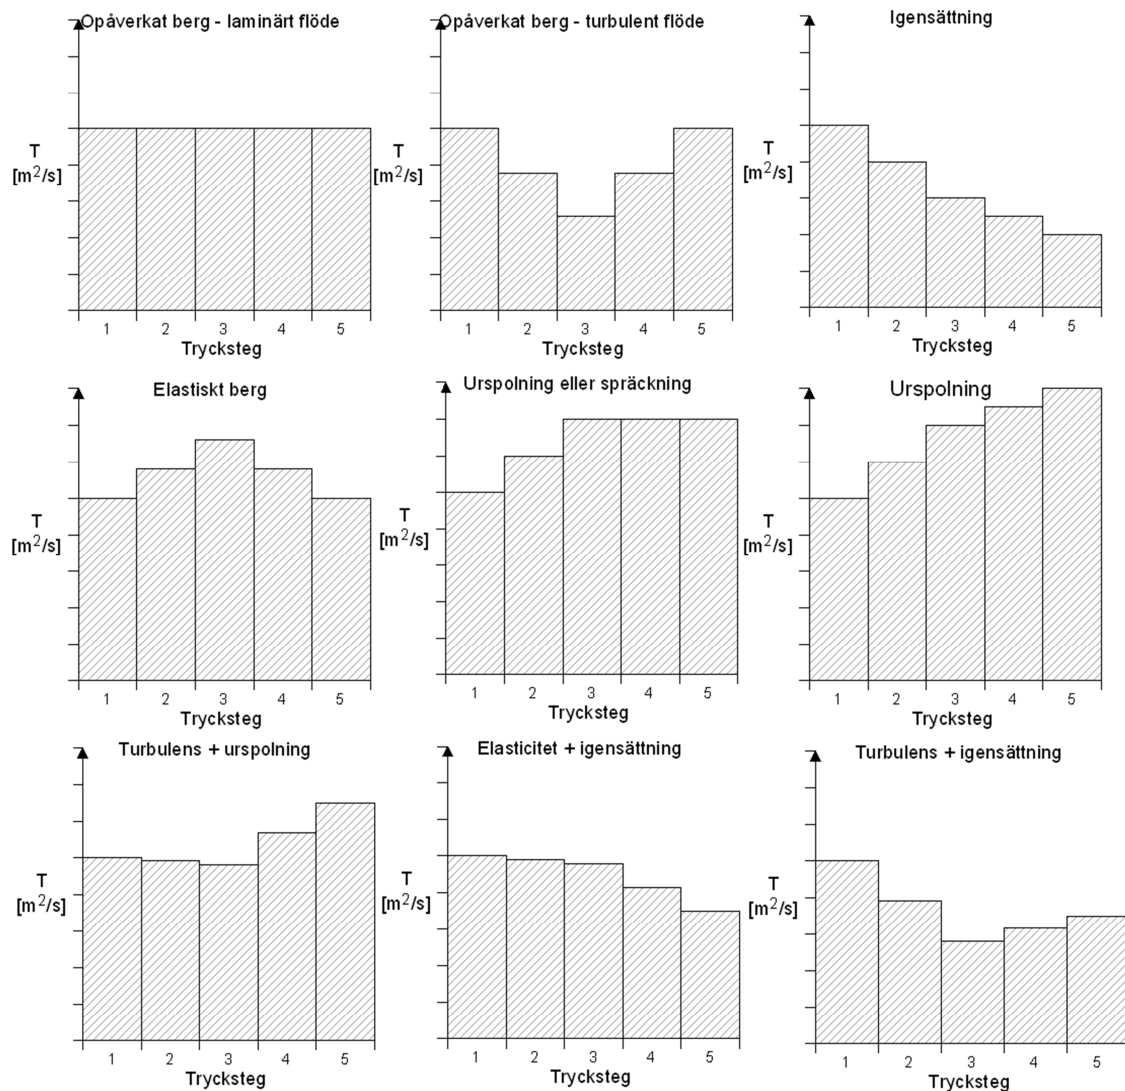 Opåverkat berg - laminärt flöde
T
[m²/s]
1 2 3 4 5
Trycksteg
Opåverkat berg - turbulent flöde
T
[m²/s]
1 2 3 4 5
Trycksteg
Igensättning
T
[m²/s]
1 2 3 4 5
Trycksteg
Elastiskt berg
T
[m²/s]
1 2 3 4 5
Trycksteg
Urspolning eller spräckning
T
[m²/s]
1 2 3 4 5
Trycksteg
Urspolning
T
[m²/s]
1 2 3 4 5
Trycksteg
Turbulens + urspolning
T
[m²/s]
1 2 3 4 5
Trycksteg
Elasticitet + igensättning
T
[m²/s]
1 2 3 4 5
Trycksteg
Turbulens + igensättning
T
[m²/s]
1 2 3 4 5
Trycksteg